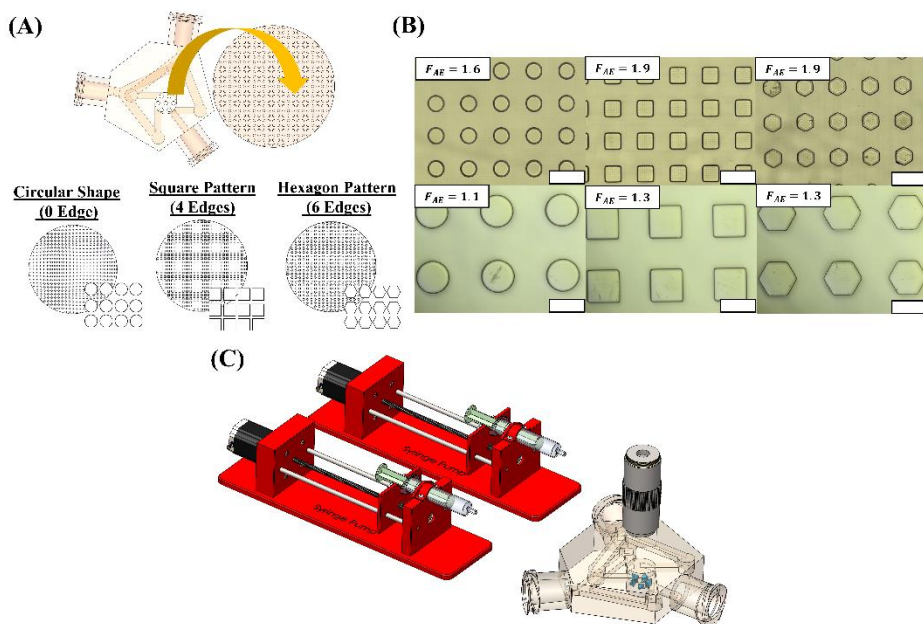 (A)
Circular Shape
(0 Edge)
Square Pattern
(4 Edges)
Hexagon Pattern
(6 Edges)
(B)
F_AE = 1.6
F_AE = 1.9
F_AE = 1.9
F_AE = 1.1
F_AE = 1.3
F_AE = 1.3
(C)
Syringe Pump
Syringe Pump